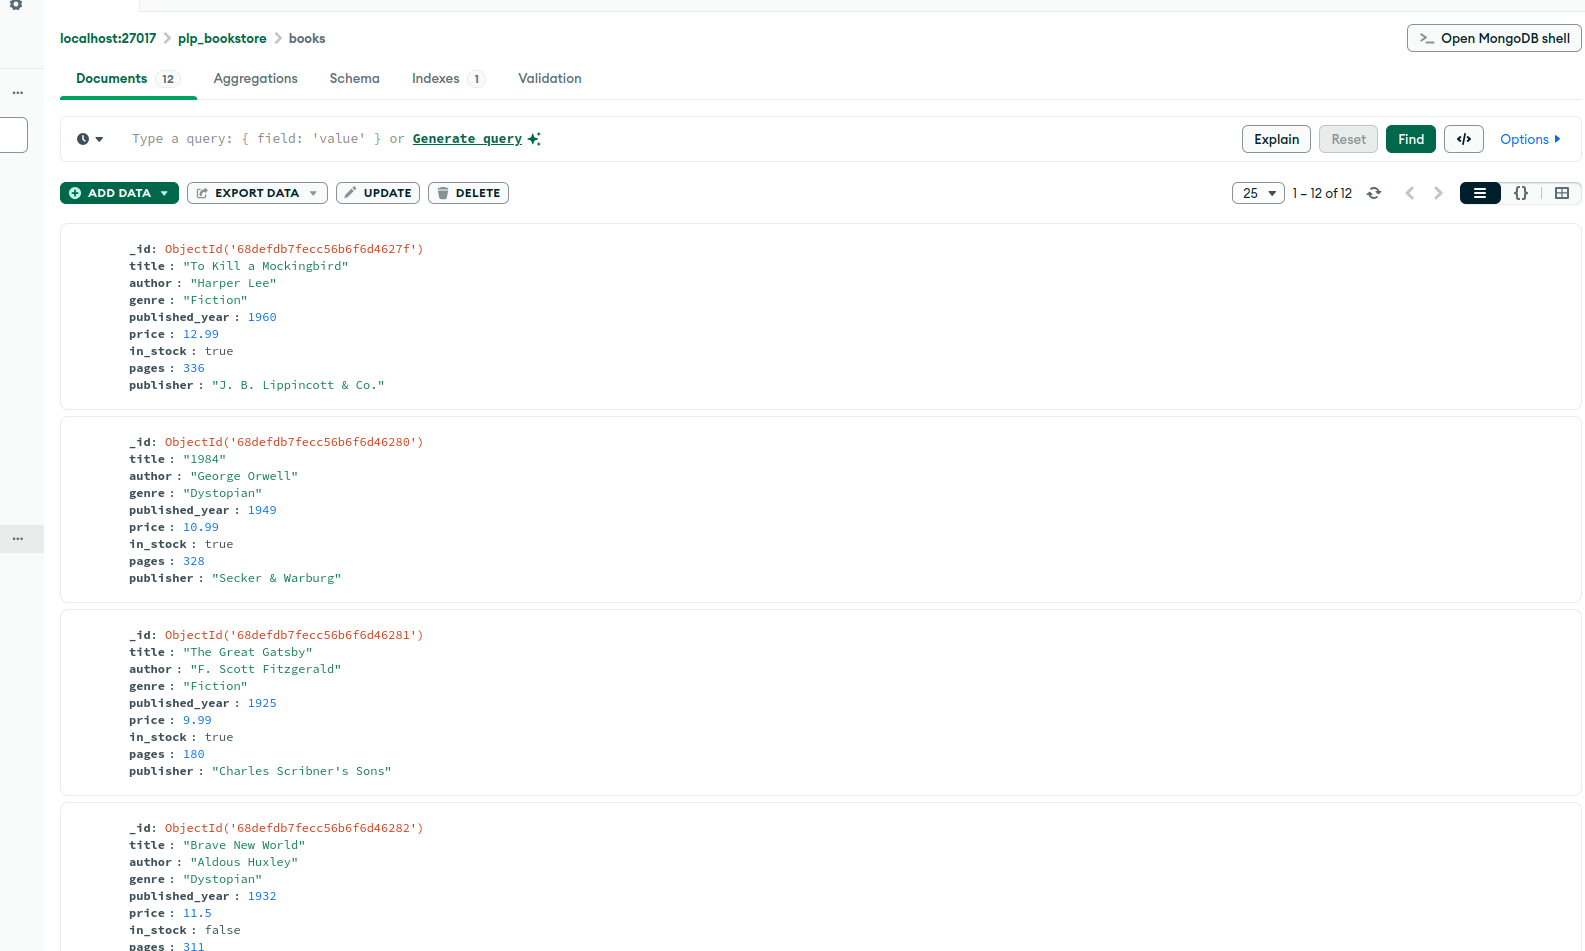 localhost:27017 > plp_bookstore > books
>_ Open MongoDB shell
Documents 12 Aggregations Schema Indexes 1 Validation
Type a query: { field: 'value' } or Generate query
Explain Reset Find </> Options
ADD DATA EXPORT DATA UPDATE DELETE
25 1 – 12 of 12 {}
_id: ObjectId('68defdb7fecc56b6f6d4627f')
title : "To Kill a Mockingbird"
author : "Harper Lee"
genre : "Fiction"
published_year : 1960
price : 12.99
in_stock : true
pages : 336
publisher : "J. B. Lippincott & Co."
_id: ObjectId('68defdb7fecc56b6f6d46280')
title : "1984"
author : "George Orwell"
genre : "Dystopian"
published_year : 1949
price : 10.99
in_stock : true
pages : 328
publisher : "Secker & Warburg"
_id: ObjectId('68defdb7fecc56b6f6d46281')
title : "The Great Gatsby"
author : "F. Scott Fitzgerald"
genre : "Fiction"
published_year : 1925
price : 9.99
in_stock : true
pages : 180
publisher : "Charles Scribner's Sons"
_id: ObjectId('68defdb7fecc56b6f6d46282')
title : "Brave New World"
author : "Aldous Huxley"
genre : "Dystopian"
published_year : 1932
price : 11.5
in_stock : false
pages : 311